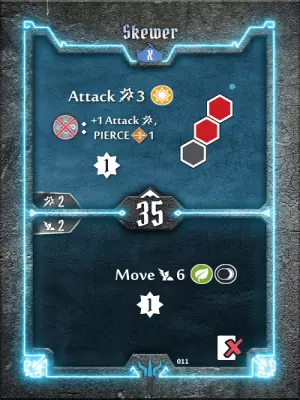 Skewer
X
Attack 3
+1 Attack,
PIERCE 1
1
2
35
2
Move 6
1
011